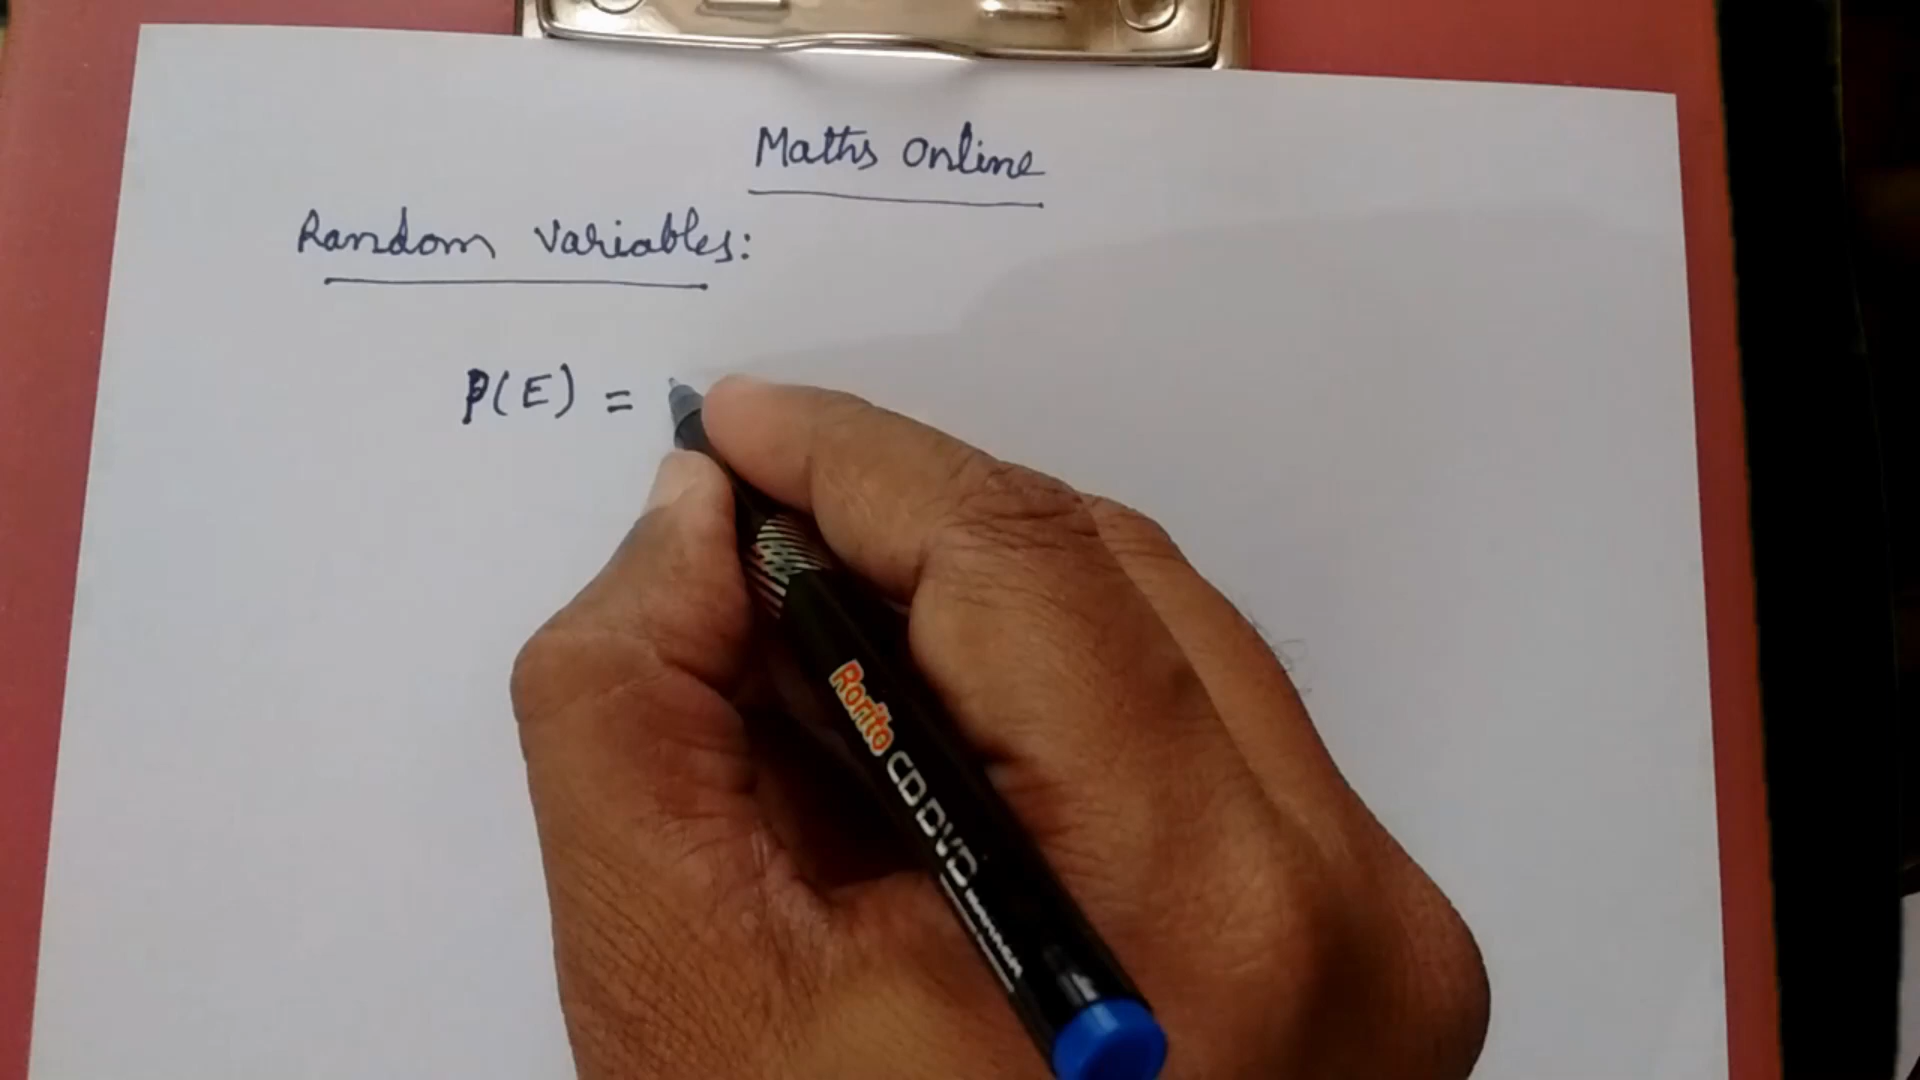 Maths Online
Random Variables:
P(E) =
Rorito CD DVD